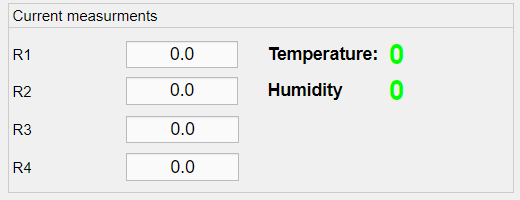 Current measurments
R1 0.0 Temperature: 0
R2 0.0 Humidity 0
R3 0.0
R4 0.0